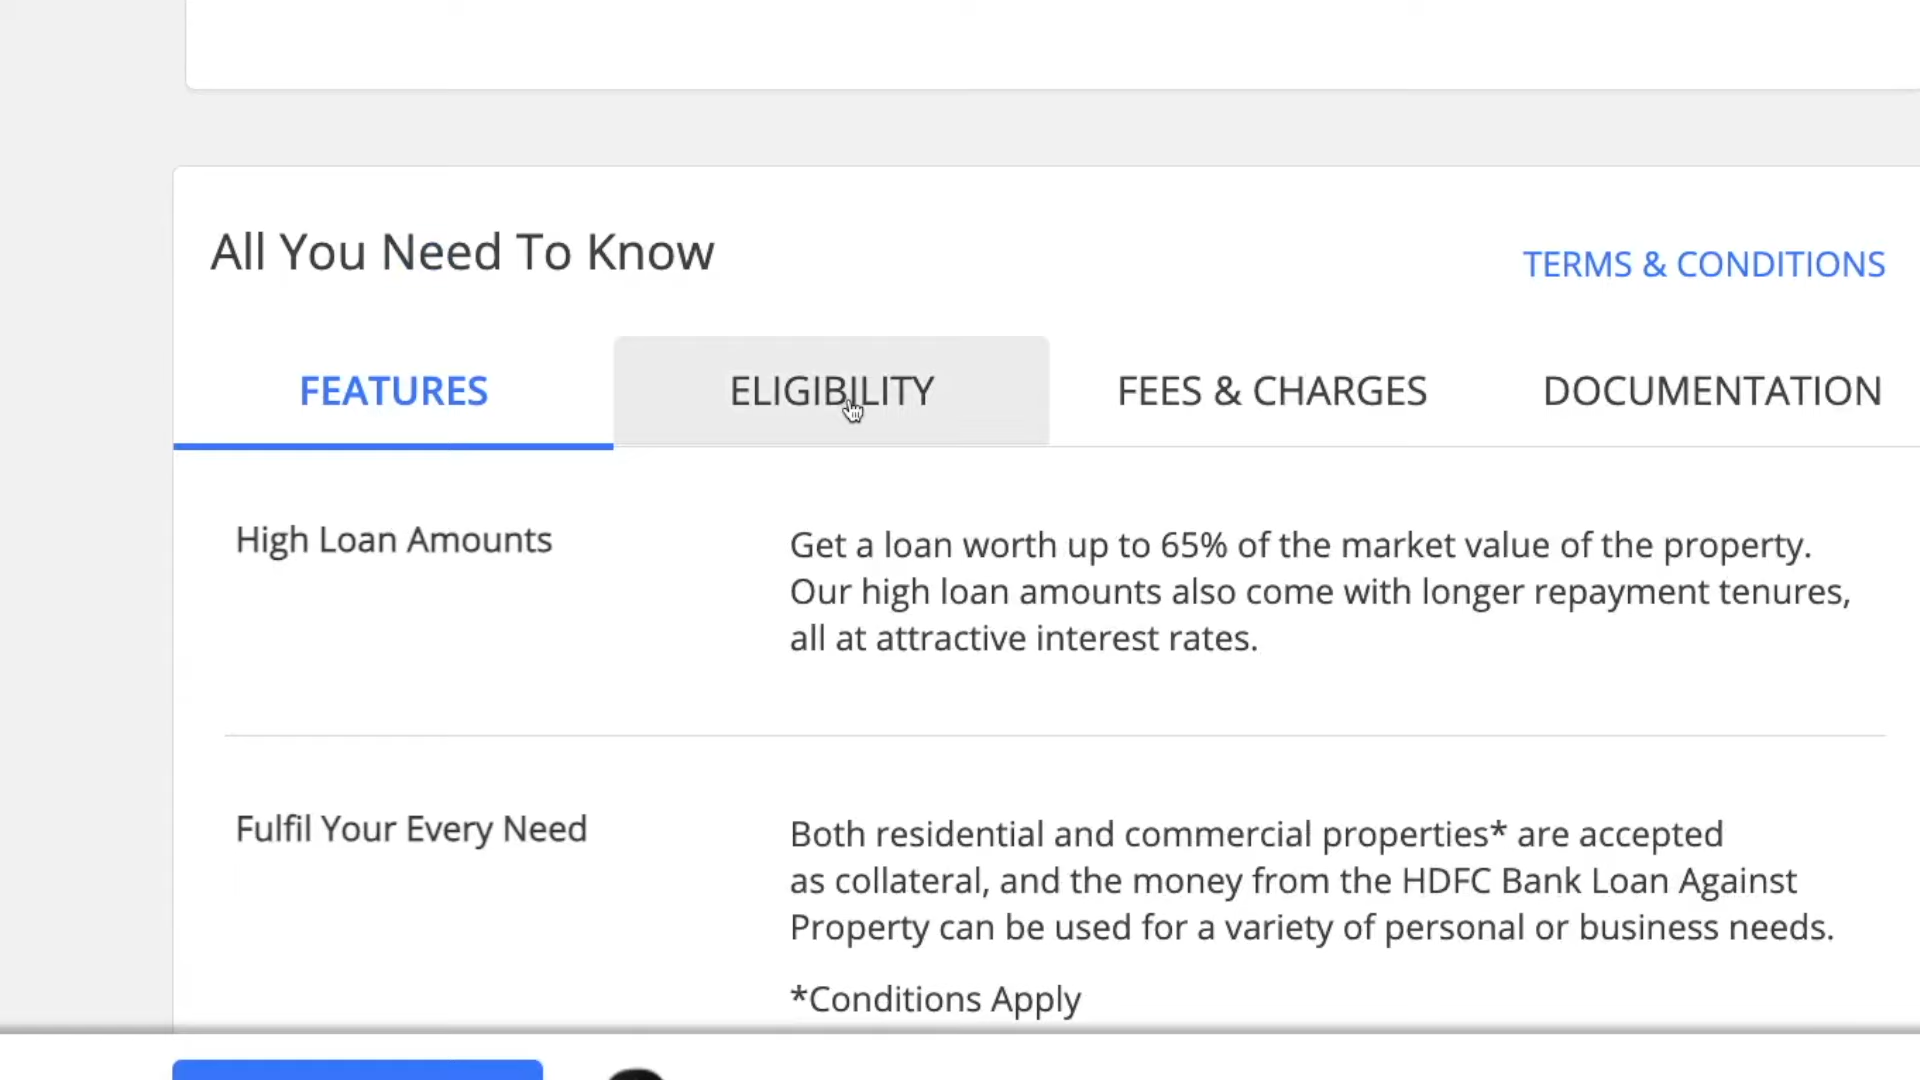 All You Need To Know
TERMS & CONDITIONS
FEATURES
ELIGIBILITY
FEES & CHARGES
DOCUMENTATION
High Loan Amounts
Get a loan worth up to 65% of the market value of the property.
Our high loan amounts also come with longer repayment tenures,
all at attractive interest rates.
Fulfil Your Every Need
Both residential and commercial properties* are accepted
as collateral, and the money from the HDFC Bank Loan Against
Property can be used for a variety of personal or business needs.
*Conditions Apply